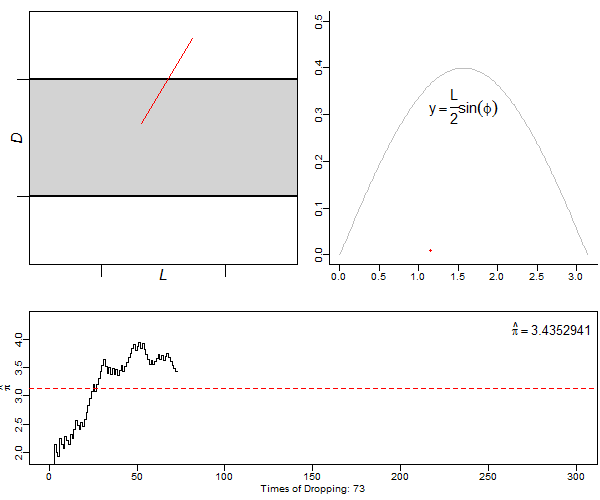 D
L
0.0 0.1 0.2 0.3 0.4 0.5
y = L/2 sin(ϕ)
0.0 0.5 1.0 1.5 2.0 2.5 3.0
π̂
2.0 2.5 3.0 3.5 4.0
π̂ = 3.4352941
0 50 100 150 200 250 300
Times of Dropping: 73